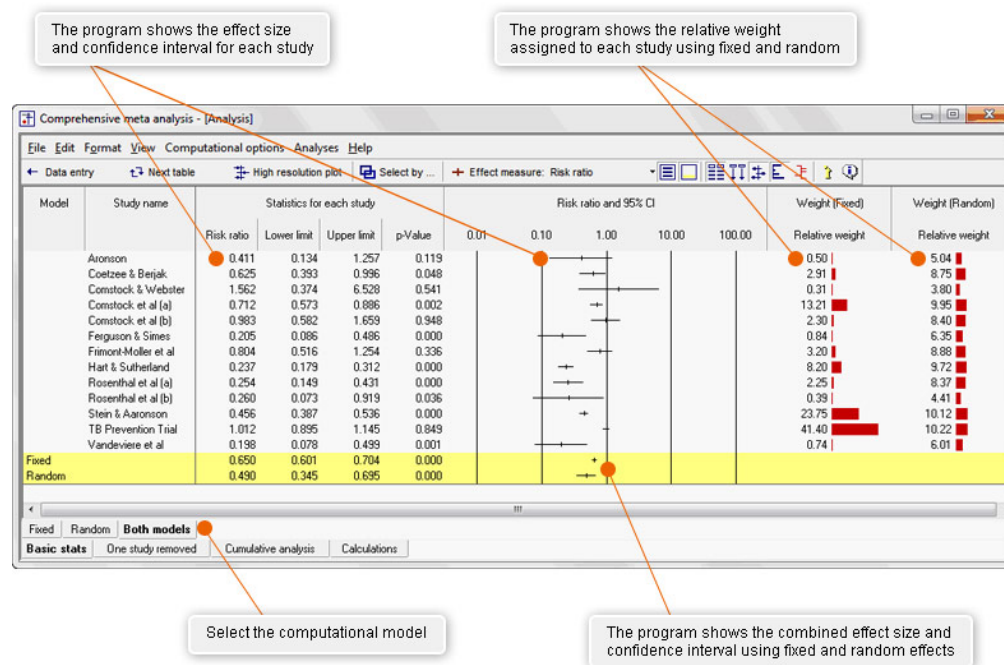 The program shows the effect size
and confidence interval for each study
The program shows the relative weight
assigned to each study using fixed and random
Comprehensive meta analysis - [Analysis]
File Edit Format View Computational options Analyses Help
Data entry Next table High resolution plot Select by ... Effect measure: Risk ratio
Model Study name Statistics for each study Risk ratio and 95% CI Weight (Fixed) Weight (Random)
Risk ratio Lower limit Upper limit p-Value 0.01 0.10 1.00 10.00 100.00 Relative weight Relative weight
Aronson 0.411 0.134 1.257 0.119 0.50 5.04
Coetzee & Berjak 0.625 0.393 0.996 0.048 2.91 8.75
Comstock & Webster 1.562 0.374 6.528 0.541 0.31 3.80
Comstock et al (a) 0.712 0.573 0.886 0.002 13.21 9.95
Comstock et al (b) 0.983 0.582 1.659 0.948 2.30 8.40
Ferguson & Simes 0.205 0.086 0.486 0.000 0.84 6.35
Frimont-Moller et al 0.804 0.516 1.254 0.336 3.20 8.88
Hart & Sutherland 0.237 0.179 0.312 0.000 8.20 9.72
Rosenthal et al (a) 0.254 0.149 0.431 0.000 2.25 8.37
Rosenthal et al (b) 0.260 0.073 0.919 0.036 0.39 4.41
Stein & Aaronson 0.456 0.387 0.536 0.000 23.75 10.12
TB Prevention Trial 1.012 0.895 1.145 0.849 41.40 10.22
Vandeviere et al 0.198 0.078 0.499 0.001 0.74 6.01
Fixed 0.650 0.601 0.704 0.000
Random 0.490 0.345 0.695 0.000
Fixed Random Both models
Basic stats One study removed Cumulative analysis Calculations
Select the computational model
The program shows the combined effect size and
confidence interval using fixed and random effects